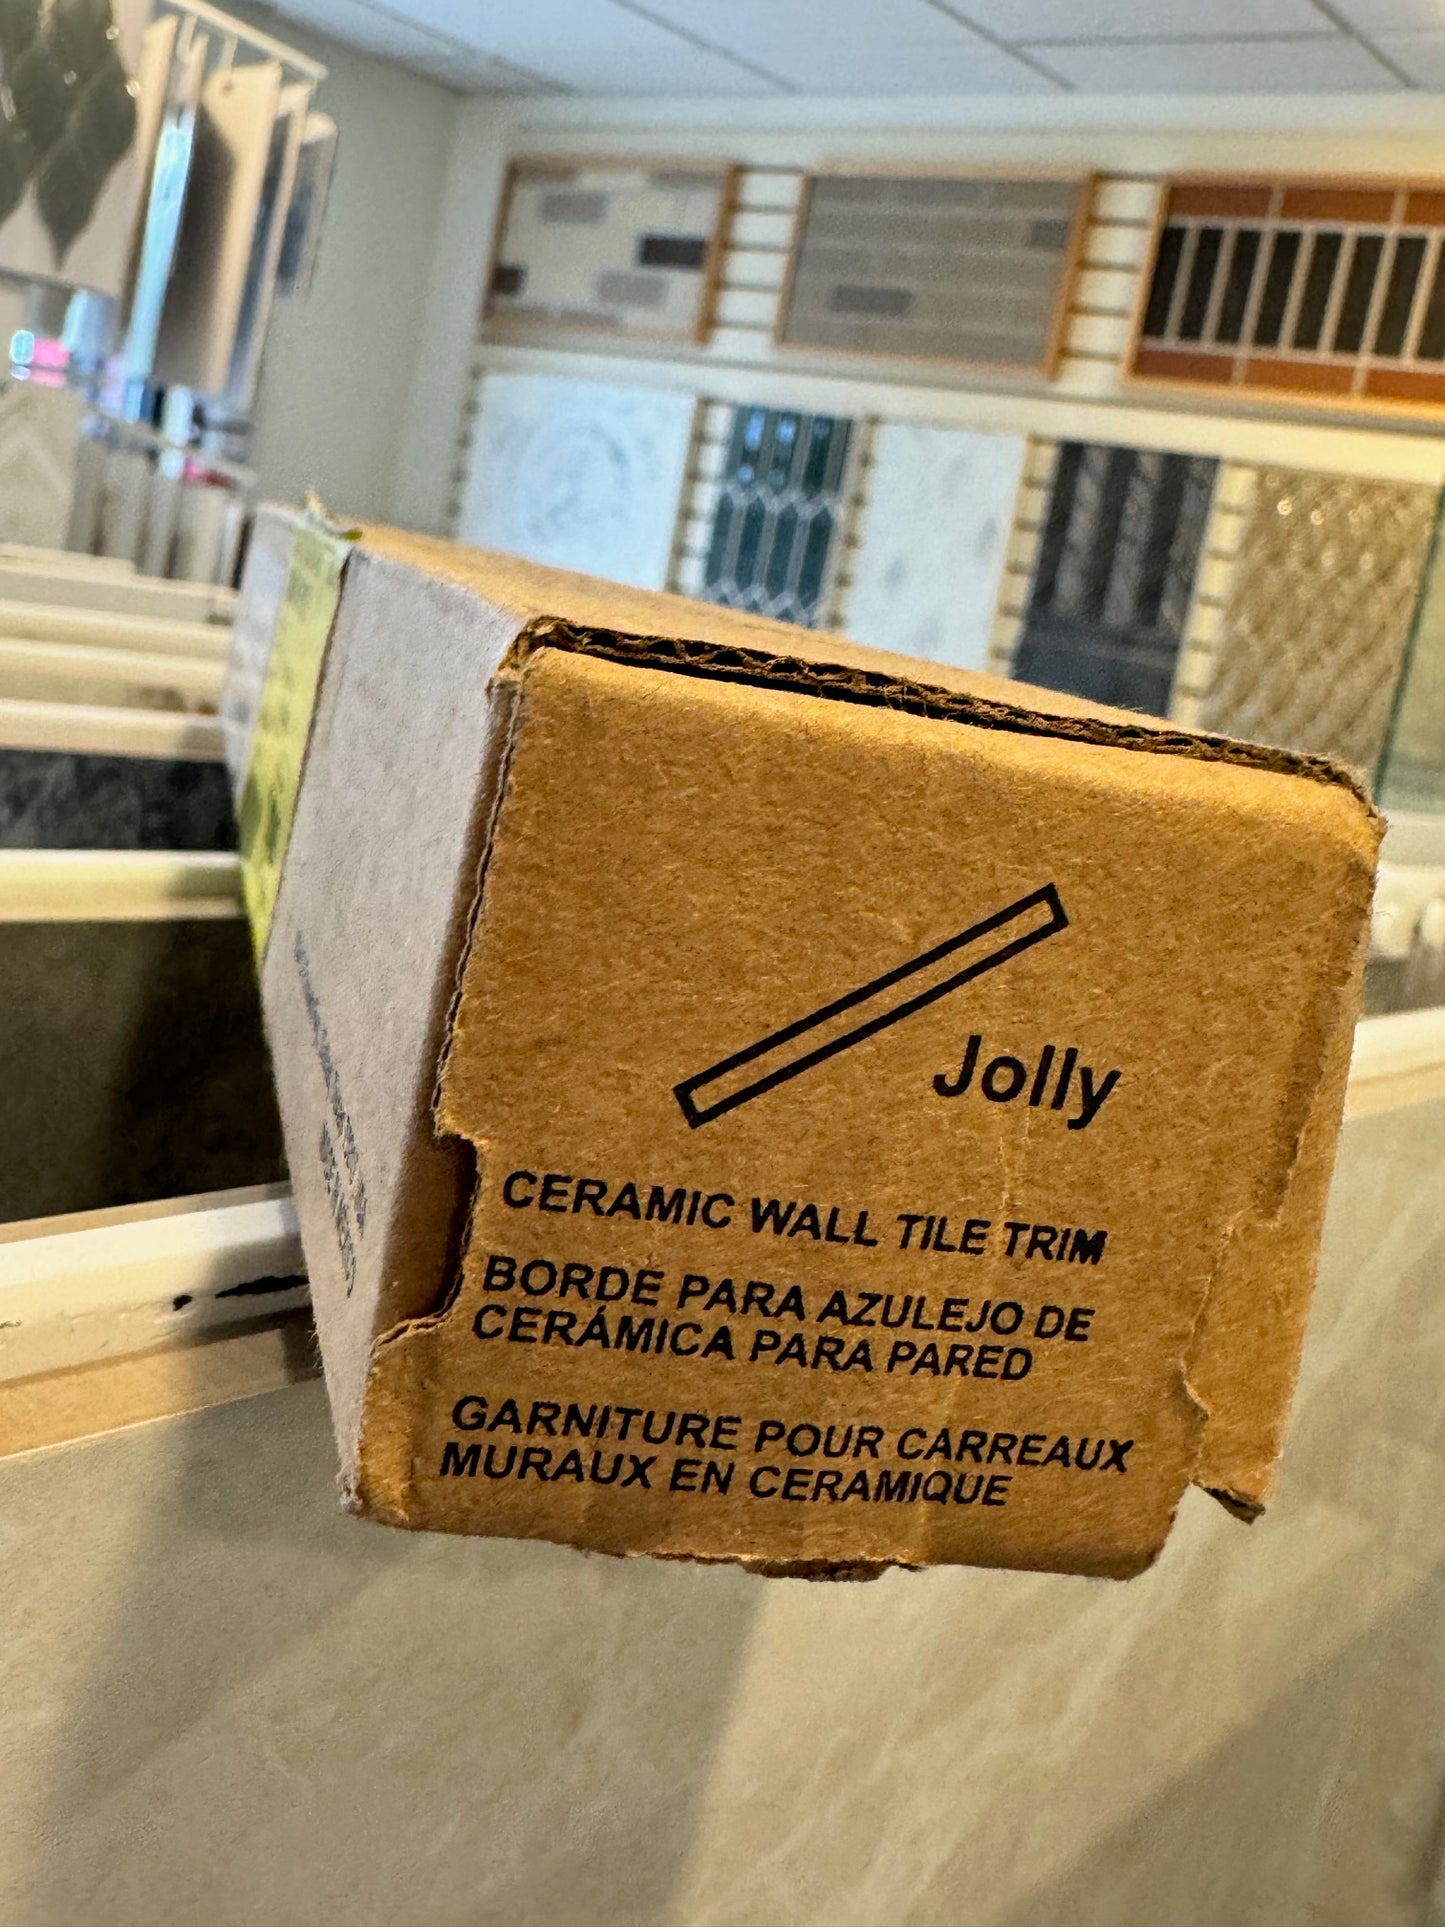 Jolly
CERAMIC WALL TILE TRIM
BORDE PARA AZULEJO DE
CERÁMICA PARA PARED
GARNITURE POUR CARREAUX
MURAUX EN CERAMIQUE